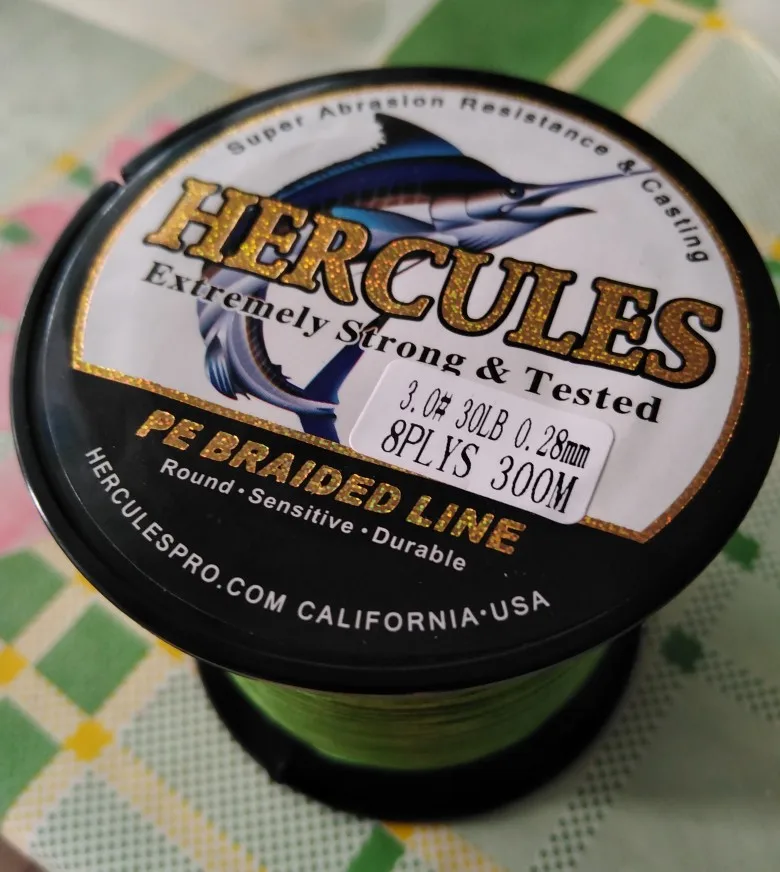 Super Abrasion Resistance & Casting
HERCULES
Extremely Strong & Tested
3.0# 30LB 0.28mm
8PLYS 300M
PE BRAIDED LINE
Round·Sensitive·Durable
HERCULESPRO.COM CALIFORNIA·USA